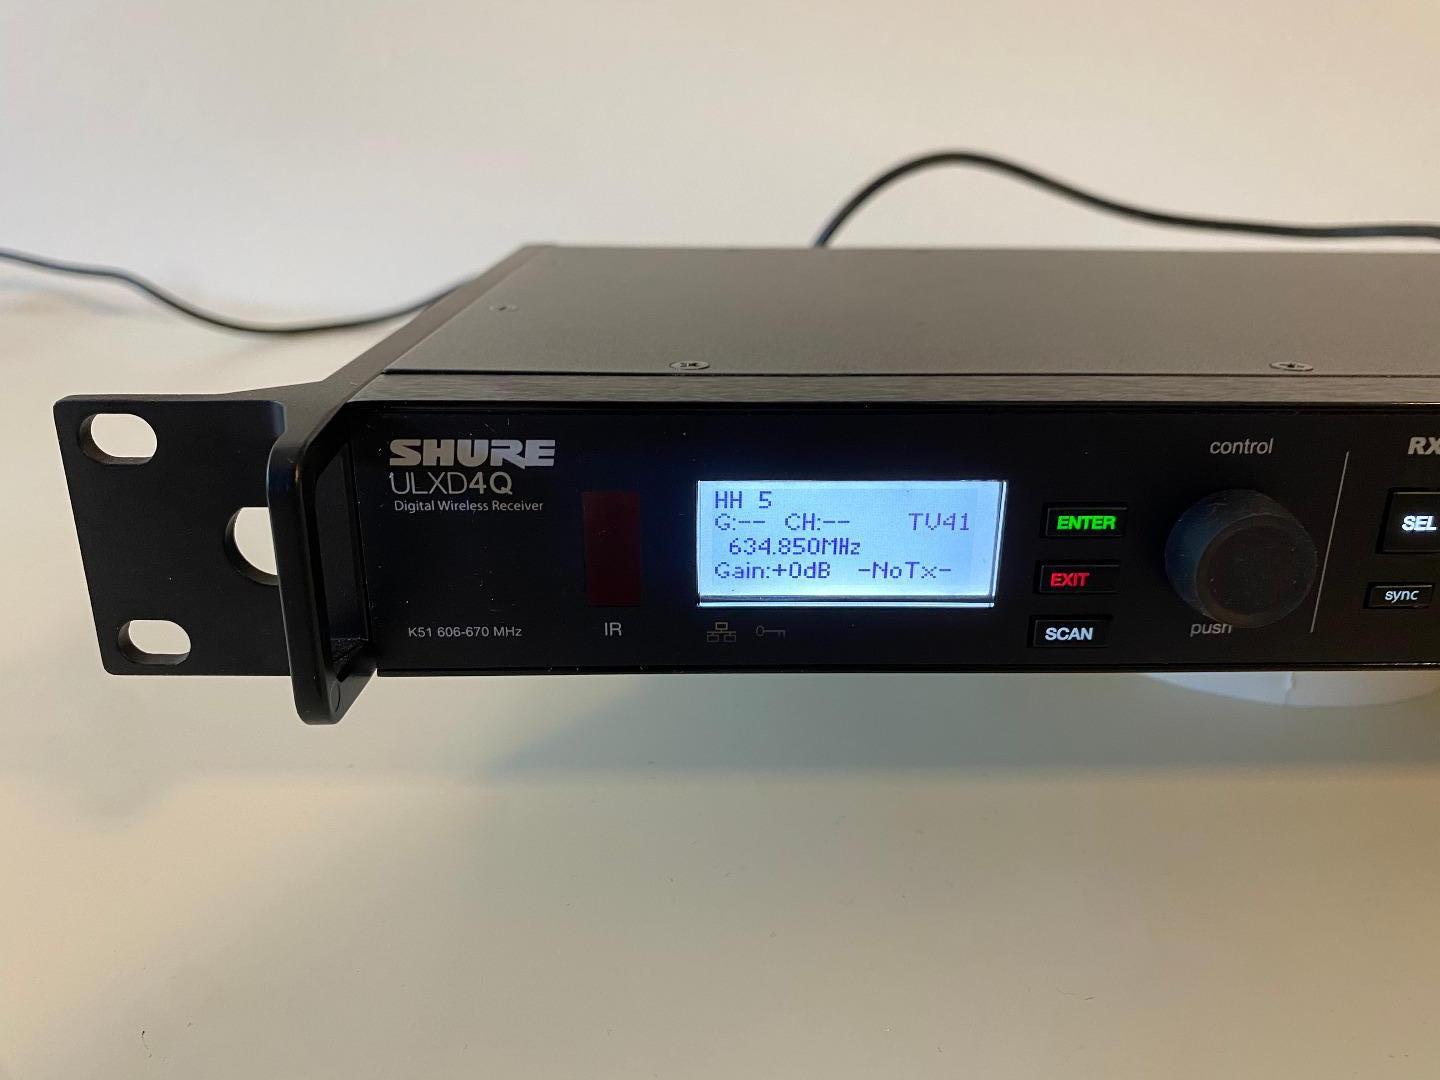 SHURE
ULXD4Q
Digital Wireless Receiver
K51 606-670 MHz
IR
HH 5
G:-- CH:-- TV41
634.850MHz
Gain:+0dB -NoTx-
ENTER
EXIT
SCAN
control
push
RX
SEL
sync